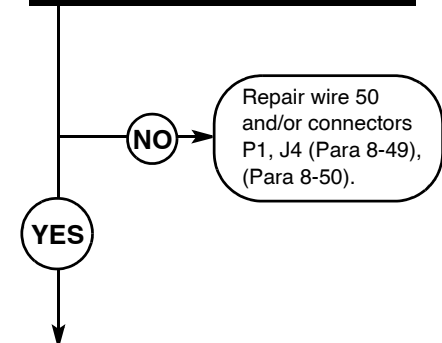 NO
Repair wire 50
and/or connectors
P1, J4 (Para 8-49),
(Para 8-50).
YES